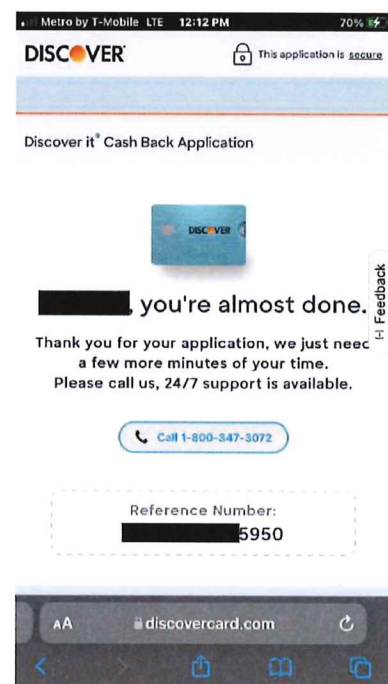 Metro by T-Mobile LTE 12:12 PM 70%
DISCOVER
This application is secure
Discover it® Cash Back Application
DISCOVER
, you're almost done.
Feedback
Thank you for your application, we just need
a few more minutes of your time.
Please call us, 24/7 support is available.
Call 1-800-347-3072
Reference Number:
5950
AA discovercard.com